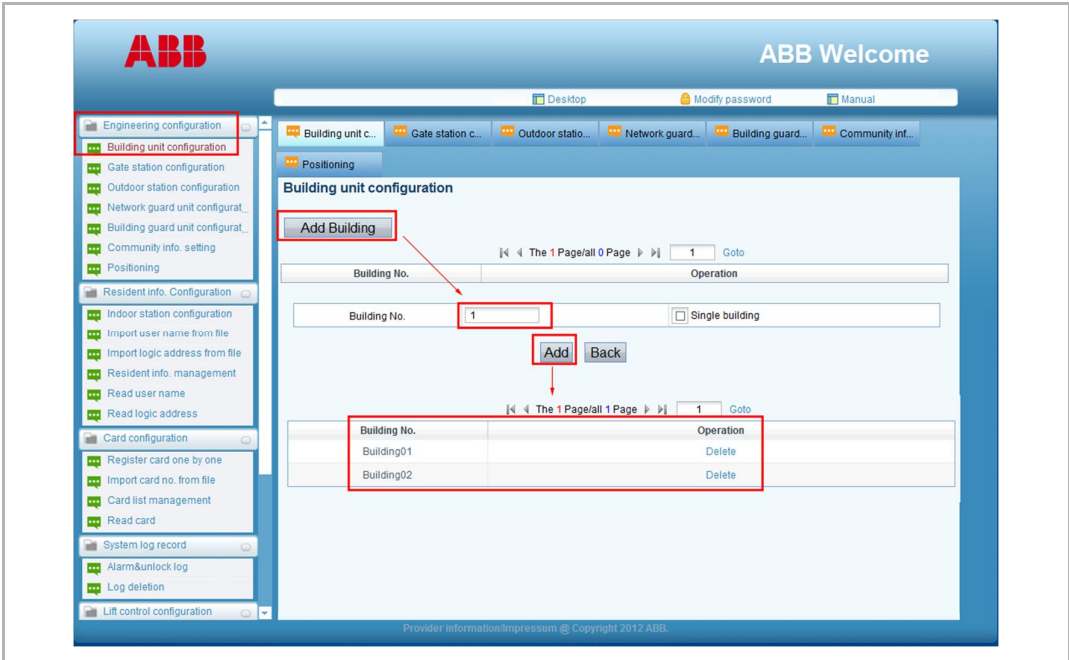 ABB
ABB Welcome
Desktop
Modify password
Manual
Engineering configuration
Building unit configuration
Gate station configuration
Outdoor station configuration
Network guard unit configurat...
Building guard unit configurat...
Community info. setting
Positioning
Resident info. Configuration
Indoor station configuration
Import user name from file
Import logic address from file
Resident info. management
Read user name
Read logic address
Card configuration
Register card one by one
Import card no. from file
Card list management
Read card
System log record
Alarm&unlock log
Log deletion
Lift control configuration
Building unit c...
Gate station c...
Outdoor statio...
Network guard...
Building guard...
Community inf...
Positioning
Building unit configuration
Add Building
The 1 Page/all 0 Page 1 Goto
Building No. Operation
Building No. 1 Single building
Add Back
The 1 Page/all 1 Page 1 Goto
Building No. Operation
Building01 Delete
Building02 Delete
Provider information/Impressum @ Copyright 2012 ABB.